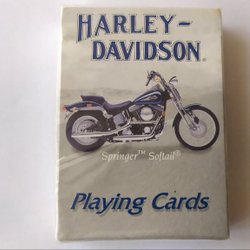 HARLEY-
DAVIDSON
Springer™ Softail®
Playing Cards